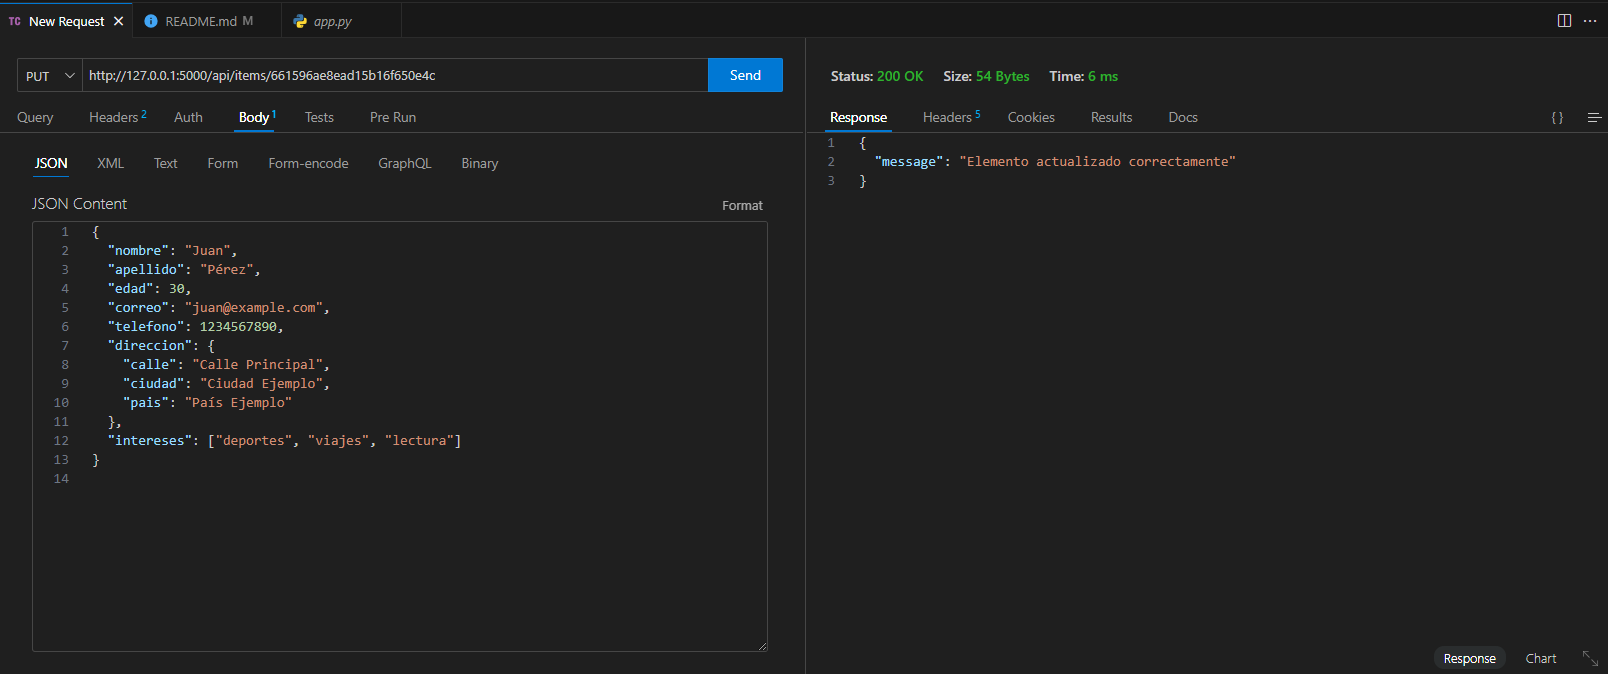 TC New Request README.md M app.py
PUT http://127.0.0.1:5000/api/items/661596ae8ead15b16f650e4c Send
Query Headers 2 Auth Body 1 Tests Pre Run
JSON XML Text Form Form-encode GraphQL Binary
JSON Content Format
1 {
2 "nombre": "Juan",
3 "apellido": "Pérez",
4 "edad": 30,
5 "correo": "juan@example.com",
6 "telefono": 1234567890,
7 "direccion": {
8 "calle": "Calle Principal",
9 "ciudad": "Ciudad Ejemplo",
10 "pais": "País Ejemplo"
11 },
12 "intereses": ["deportes", "viajes", "lectura"]
13 }
14
Status: 200 OK Size: 54 Bytes Time: 6 ms
Response Headers 5 Cookies Results Docs {}
1 {
2 "message": "Elemento actualizado correctamente"
3 }
Response Chart